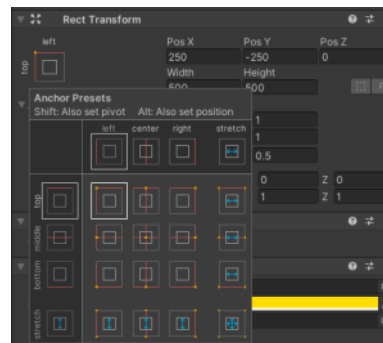 Rect Transform
left
Pos X Pos Y Pos Z
top
250 -250 0
Width Height
500 500
Anchor Presets
Shift: Also set pivot Alt: Also set position
1
left center right stretch
1
0.5
top
0 Z 0
1 Z 1
middle
bottom
stretch